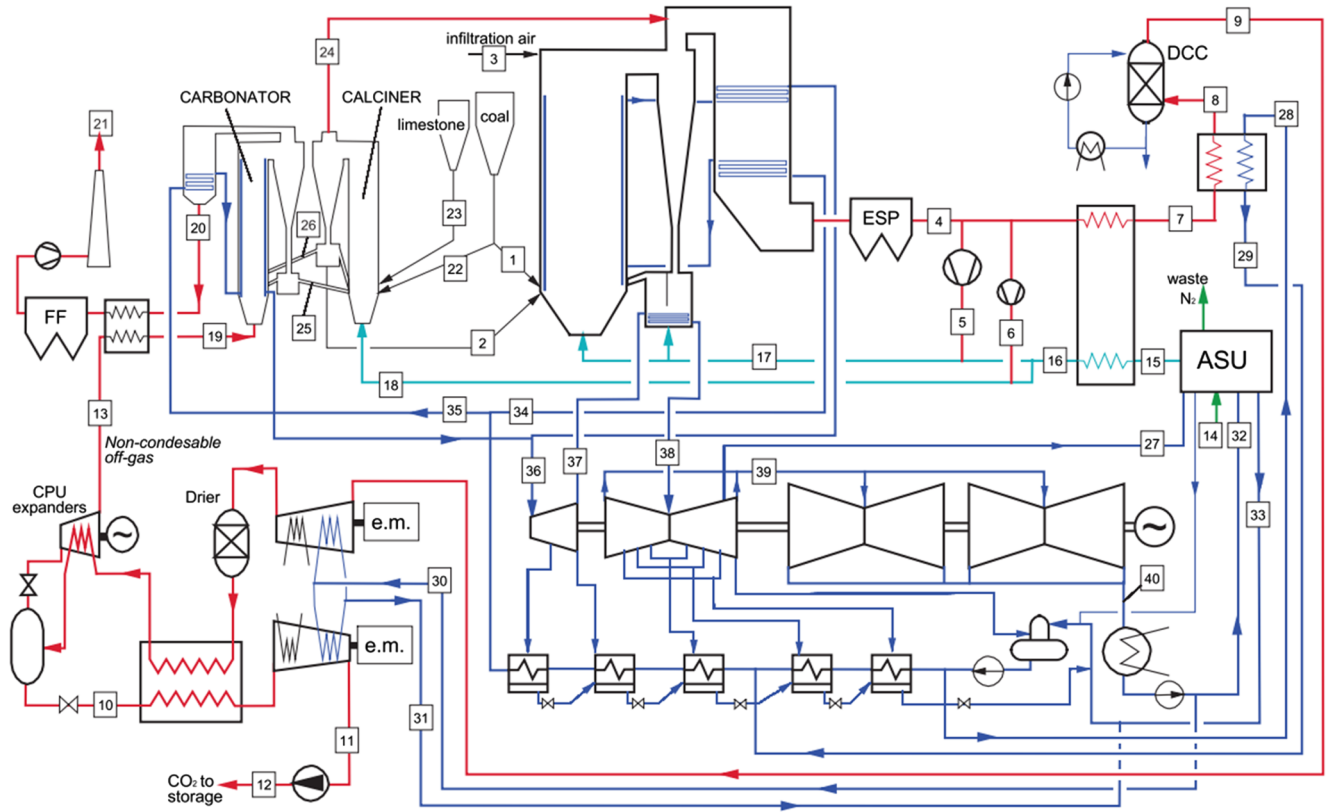 9
24
infiltration air
3
DCC
CARBONATOR
CALCINER
limestone
coal
8
28
21
26
20
23
ESP
4
7
22
1
29
waste
N2
FF
19
25
2
5
6
17
16
15
ASU
18
35
34
13
Non-condesable
off-gas
36
37
38
39
27
14
32
33
CPU
expanders
Drier
e.m.
30
40
e.m.
10
31
11
CO2 to
storage
12